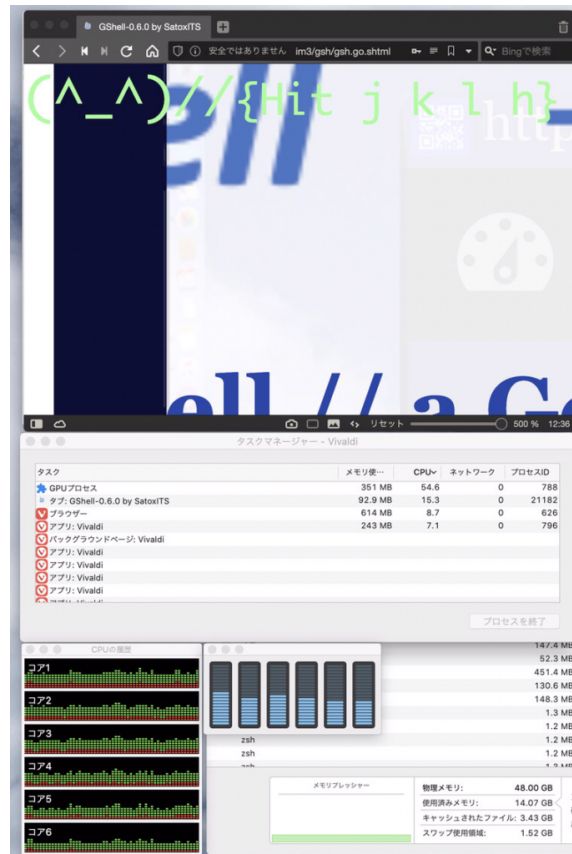 GShell-0.6.0 by SatoxITS
安全ではありません im3/gsh/gsh.go.shtml Bingで検索
(^_^)//{Hit j k l h}
ell
http
ell // a Go
リセット 500 % 12:36
タスクマネージャー - Vivaldi
タスク メモリ使… CPU ネットワーク プロセスID
GPUプロセス 351 MB 54.6 0 788
タブ: GShell-0.6.0 by SatoxITS 92.9 MB 15.3 0 21182
ブラウザー 614 MB 8.7 0 626
アプリ: Vivaldi 243 MB 7.1 0 796
バックグラウンドページ: Vivaldi
アプリ: Vivaldi
アプリ: Vivaldi
アプリ: Vivaldi
アプリ: Vivaldi
プロセスを終了
CPUの履歴
コア1
コア2
コア3
コア4
コア5
コア6
147.4 MB
52.3 MB
451.4 MB
130.6 MB
148.3 MB
1.3 MB
1.2 MB
zsh 1.2 MB
zsh 1.2 MB
メモリプレッシャー
物理メモリ: 48.00 GB
使用済みメモリ: 14.07 GB
キャッシュされたファイル: 3.43 GB
スワップ使用領域: 1.52 GB